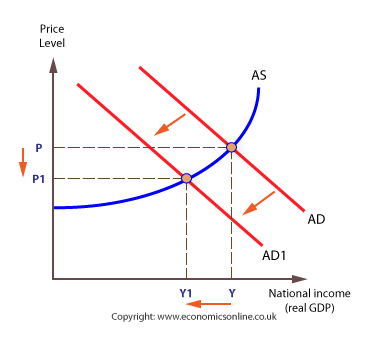 Price
Level
AS
P
P1
AD
AD1
Y1
Y
National income
(real GDP)
Copyright: www.economicsonline.co.uk